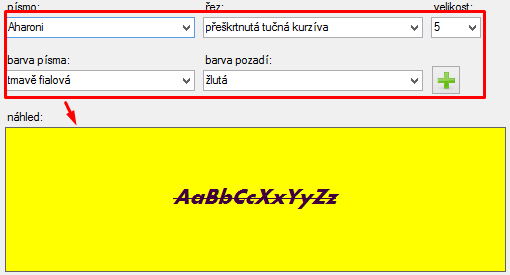 písmo: řez: velikost:
Aharoni přeškrtnutá tučná kurzíva 5
barva písma: barva pozadí:
tmavě fialová žlutá
náhled:
AaBbCcXxYyZz